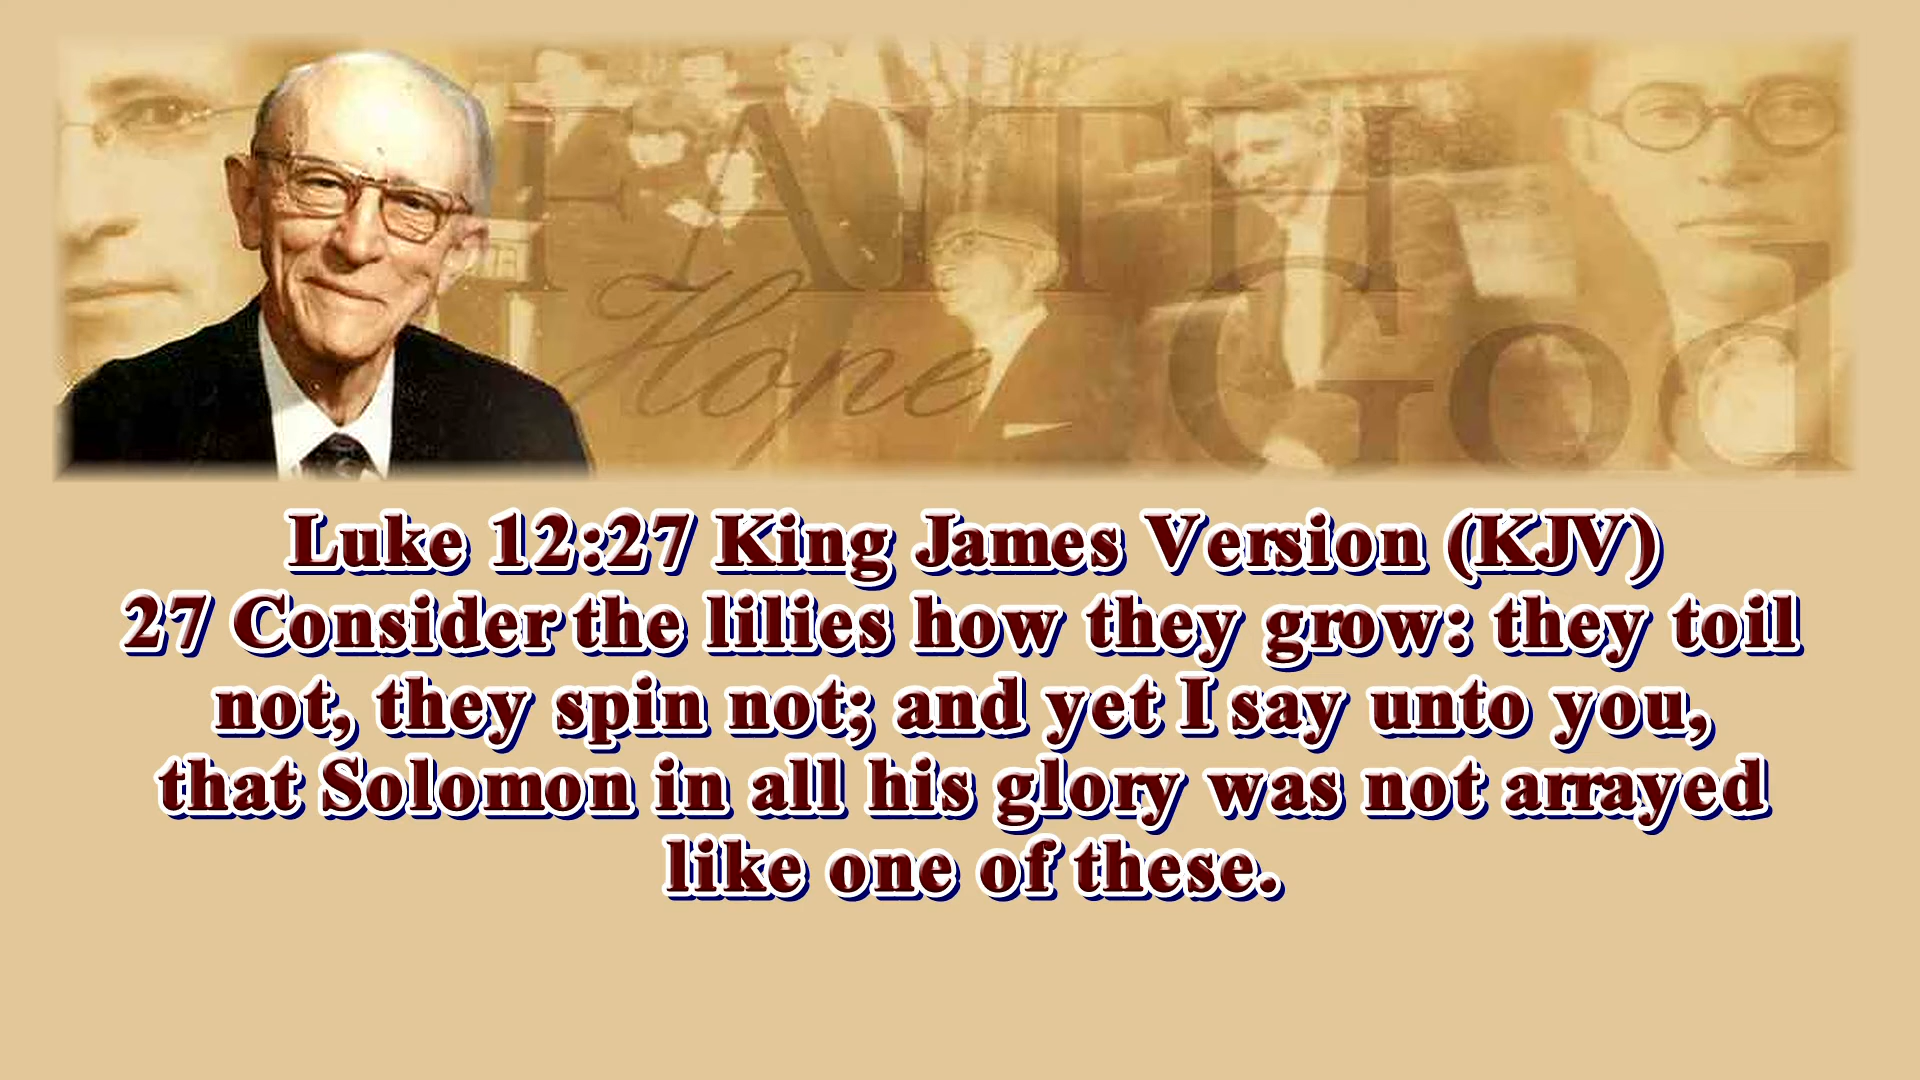 FAITH
Hope
God
Luke 12:27 King James Version (KJV)
27 Consider the lilies how they grow: they toil
not, they spin not; and yet I say unto you,
that Solomon in all his glory was not arrayed
like one of these.